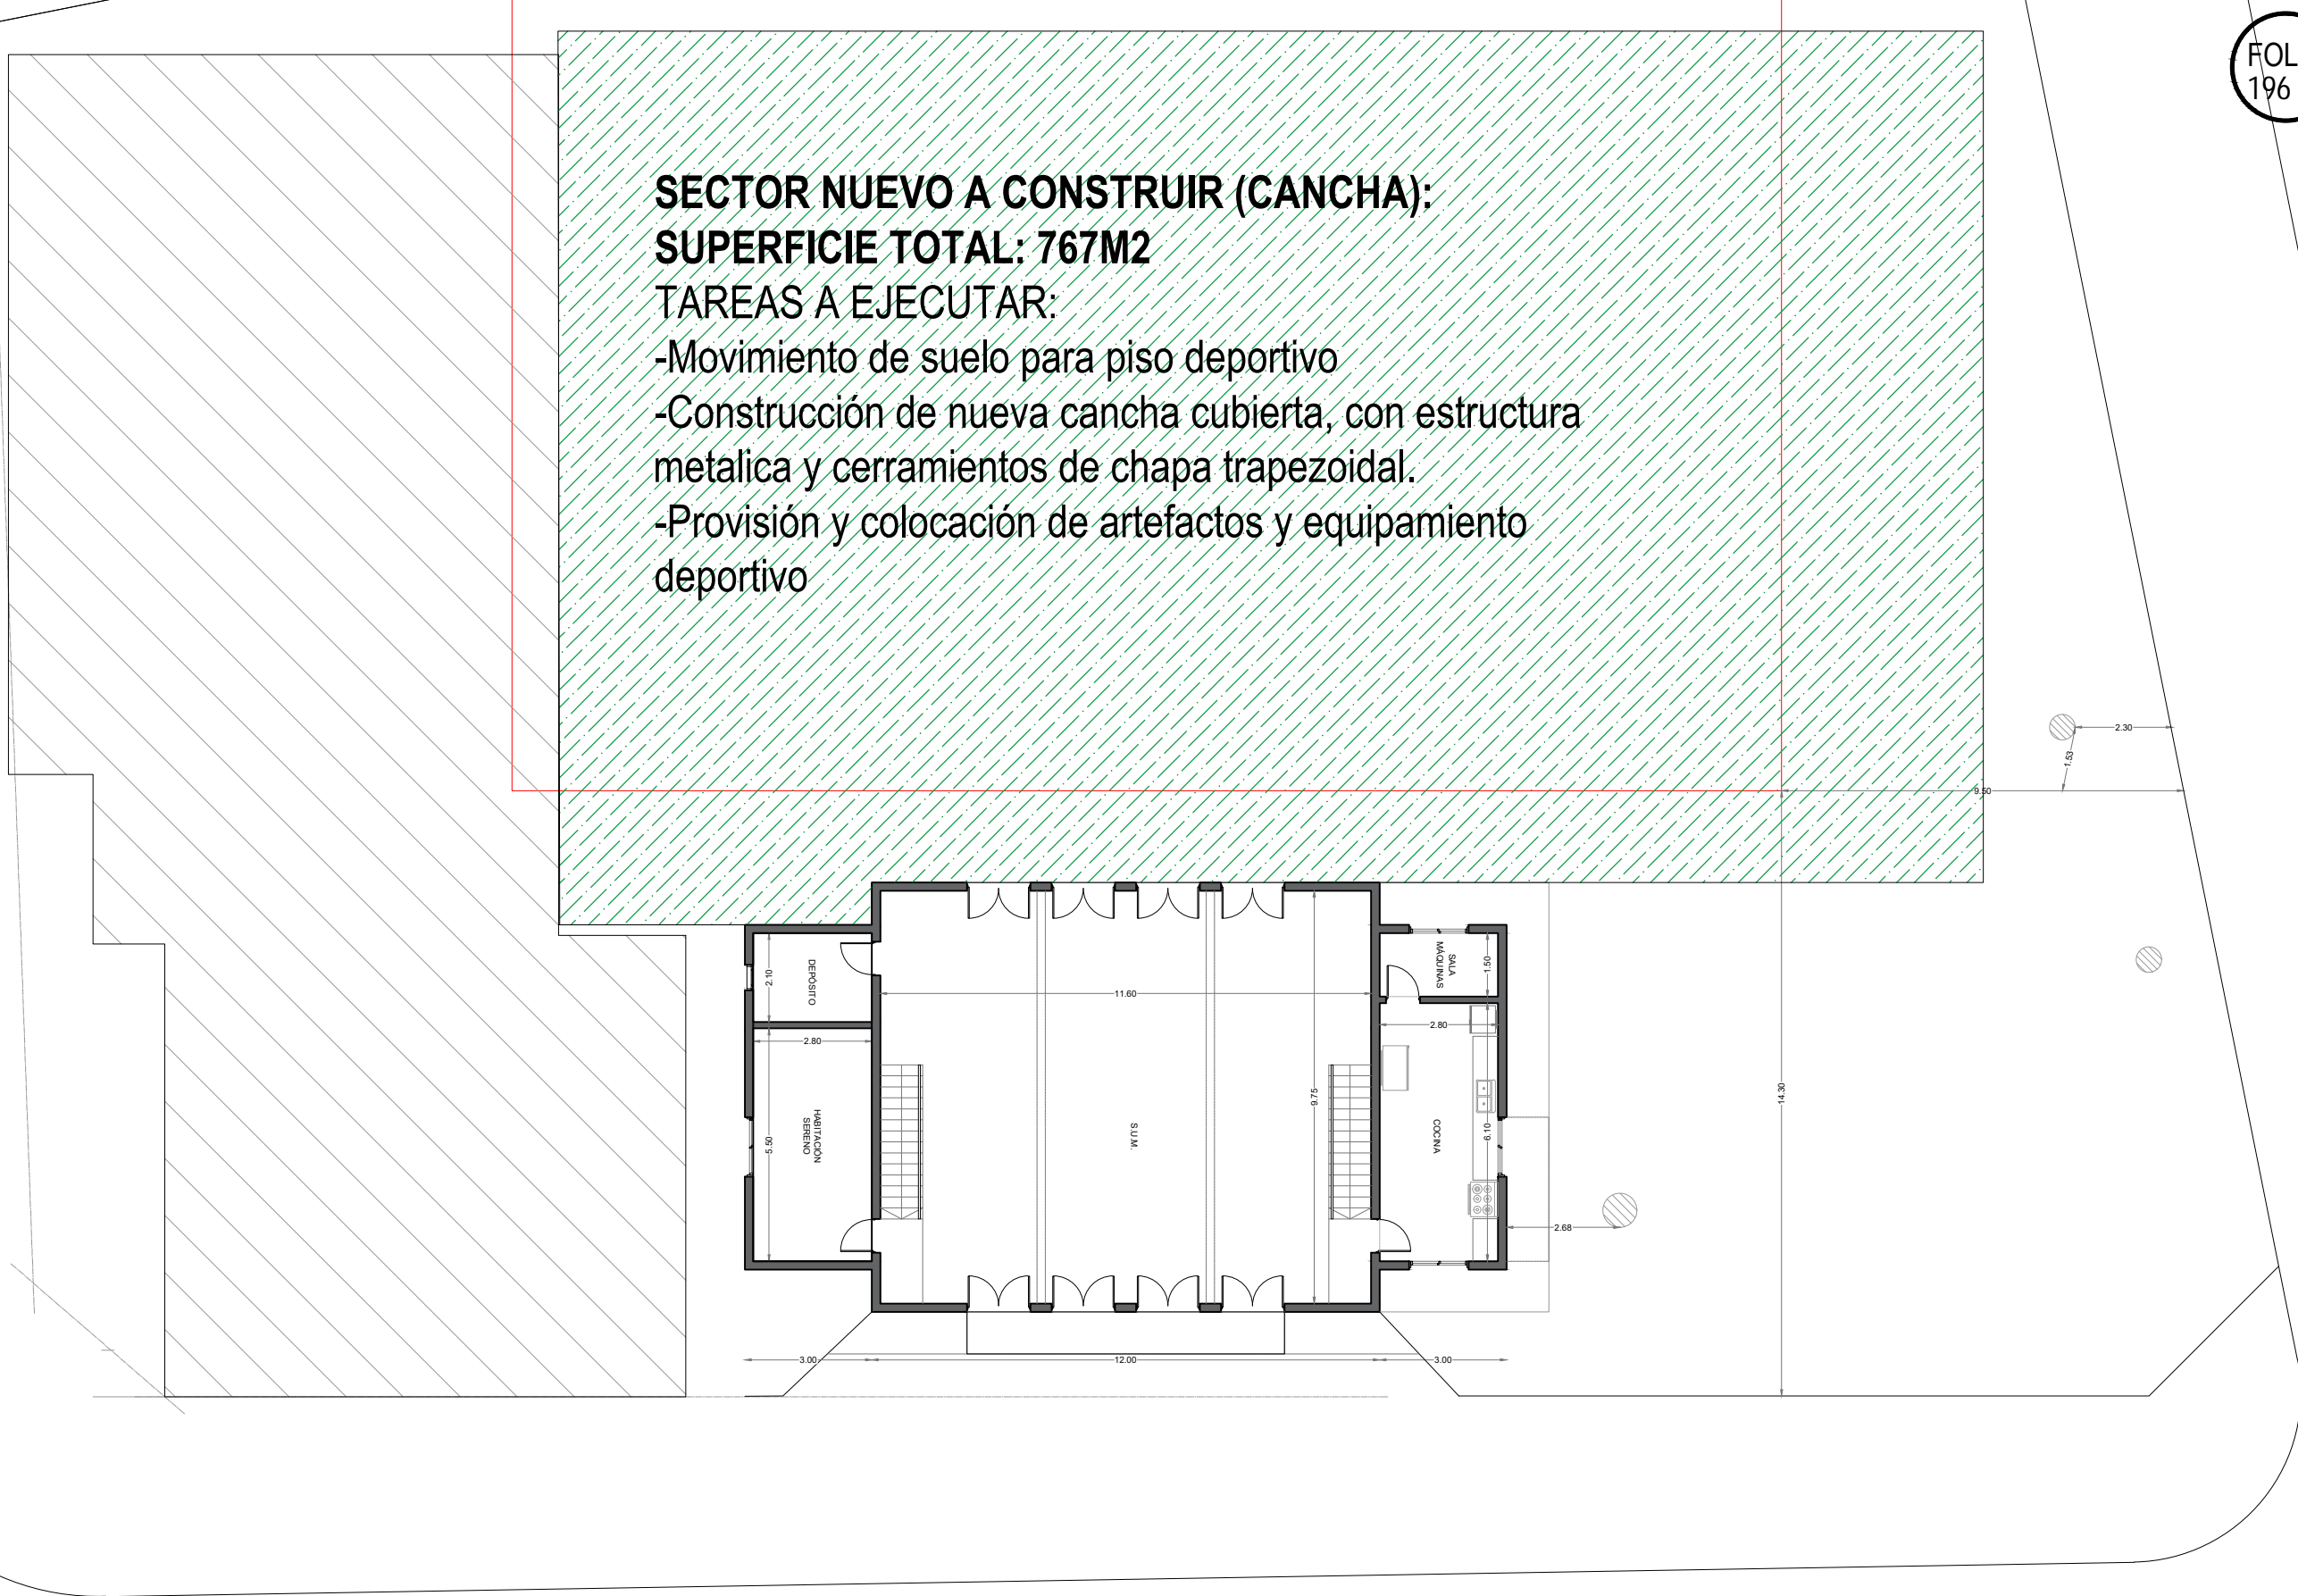 FOL
196
SECTOR NUEVO A CONSTRUIR (CANCHA):
SUPERFICIE TOTAL: 767M2
TAREAS A EJECUTAR:
-Movimiento de suelo para piso deportivo
-Construcción de nueva cancha cubierta, con estructura
metalica y cerramientos de chapa trapezoidal.
-Provisión y colocación de artefactos y equipamiento
deportivo
2.30
1.53
9.50
2.10
DEPÓSITO
11.60
SALA
MÁQUINAS
1.50
2.80
2.80
9.75
14.30
5.50
HABITACIÓN
SERENO
S.U.M.
COCINA
6.10
2.68
3.00
12.00
3.00